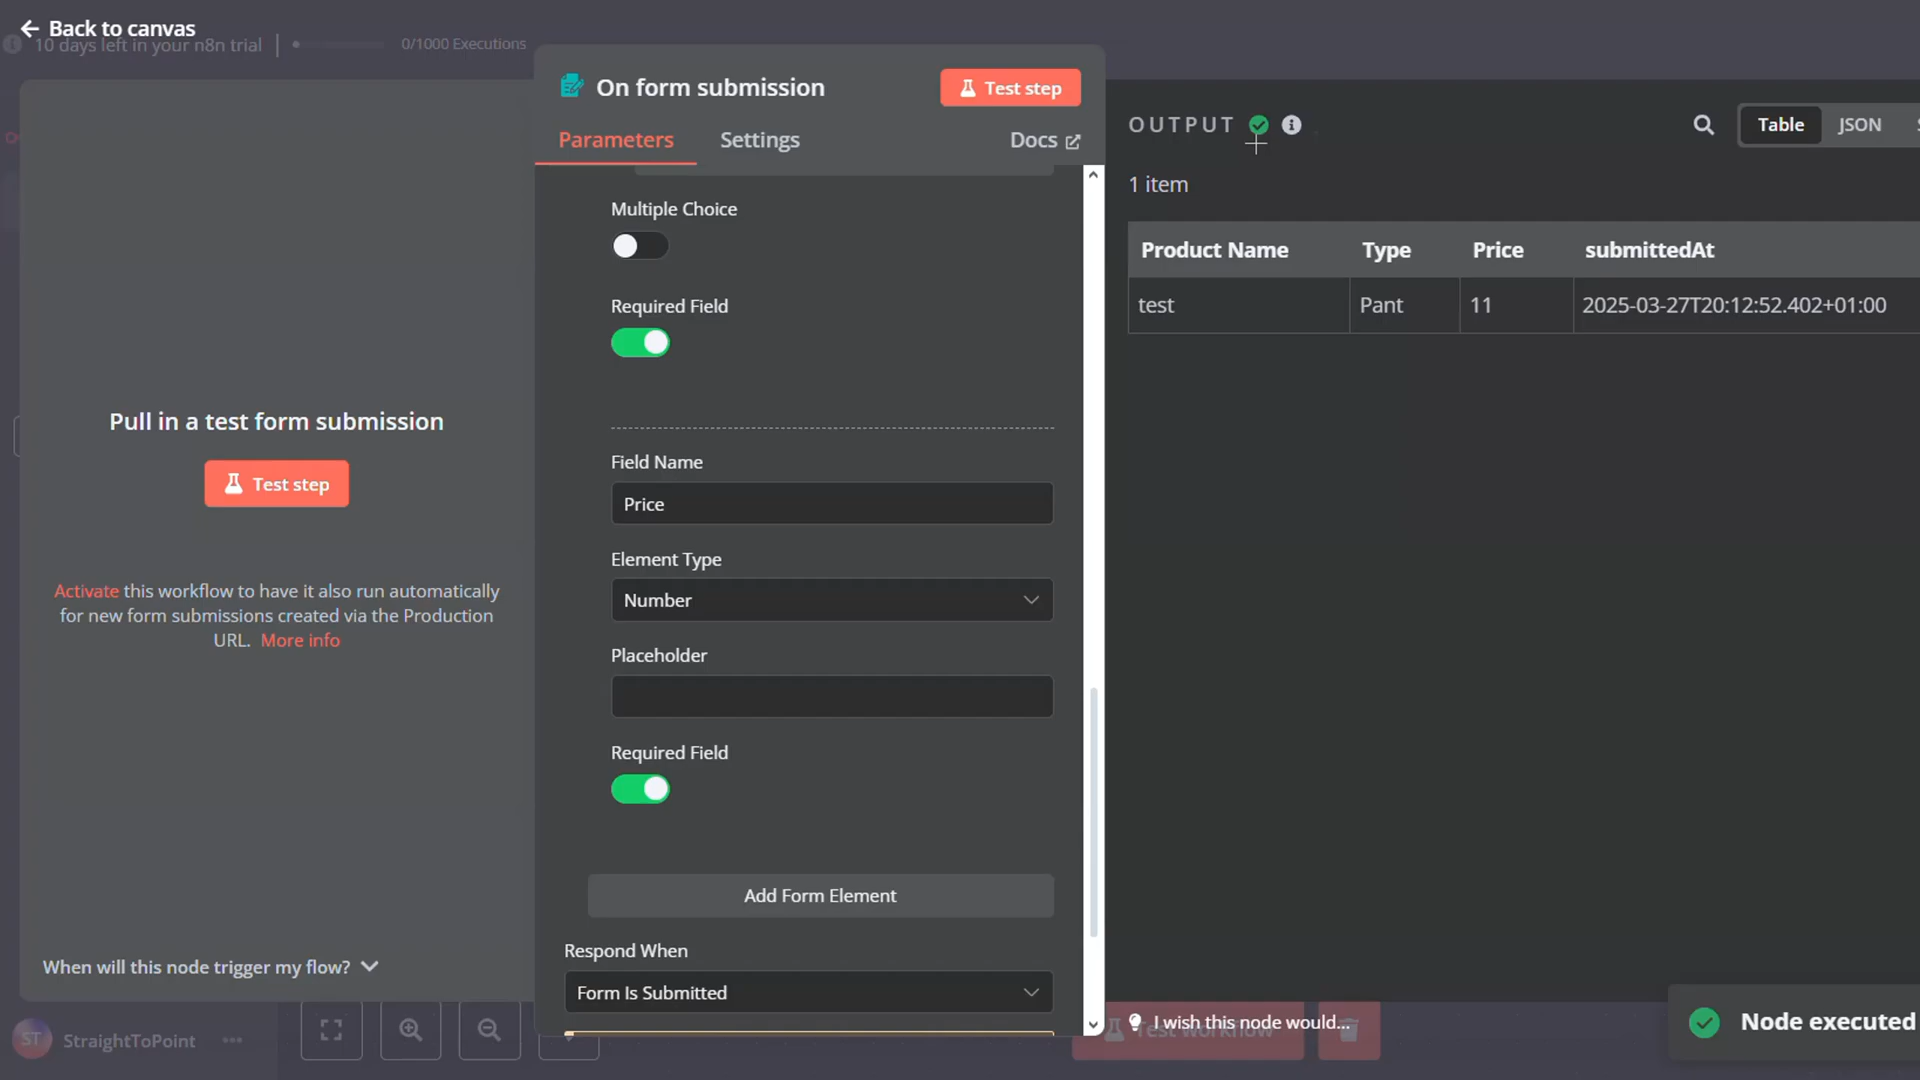 Back to canvas
10 days left in your n8n trial
0/1000 Executions
Pull in a test form submission
Test step
Activate this workflow to have it also run automatically
for new form submissions created via the Production
URL. More info
When will this node trigger my flow?
ST
StraightToPoint
On form submission
Test step
Parameters
Settings
Docs
Multiple Choice
Required Field
Field Name
Price
Element Type
Number
Placeholder
Required Field
Add Form Element
Respond When
Form Is Submitted
OUTPUT
Table
JSON
S
1 item
Product Name
Type
Price
submittedAt
test
Pant
11
2025-03-27T20:12:52.402+01:00
I wish this node would...
Test workflow
Node executed